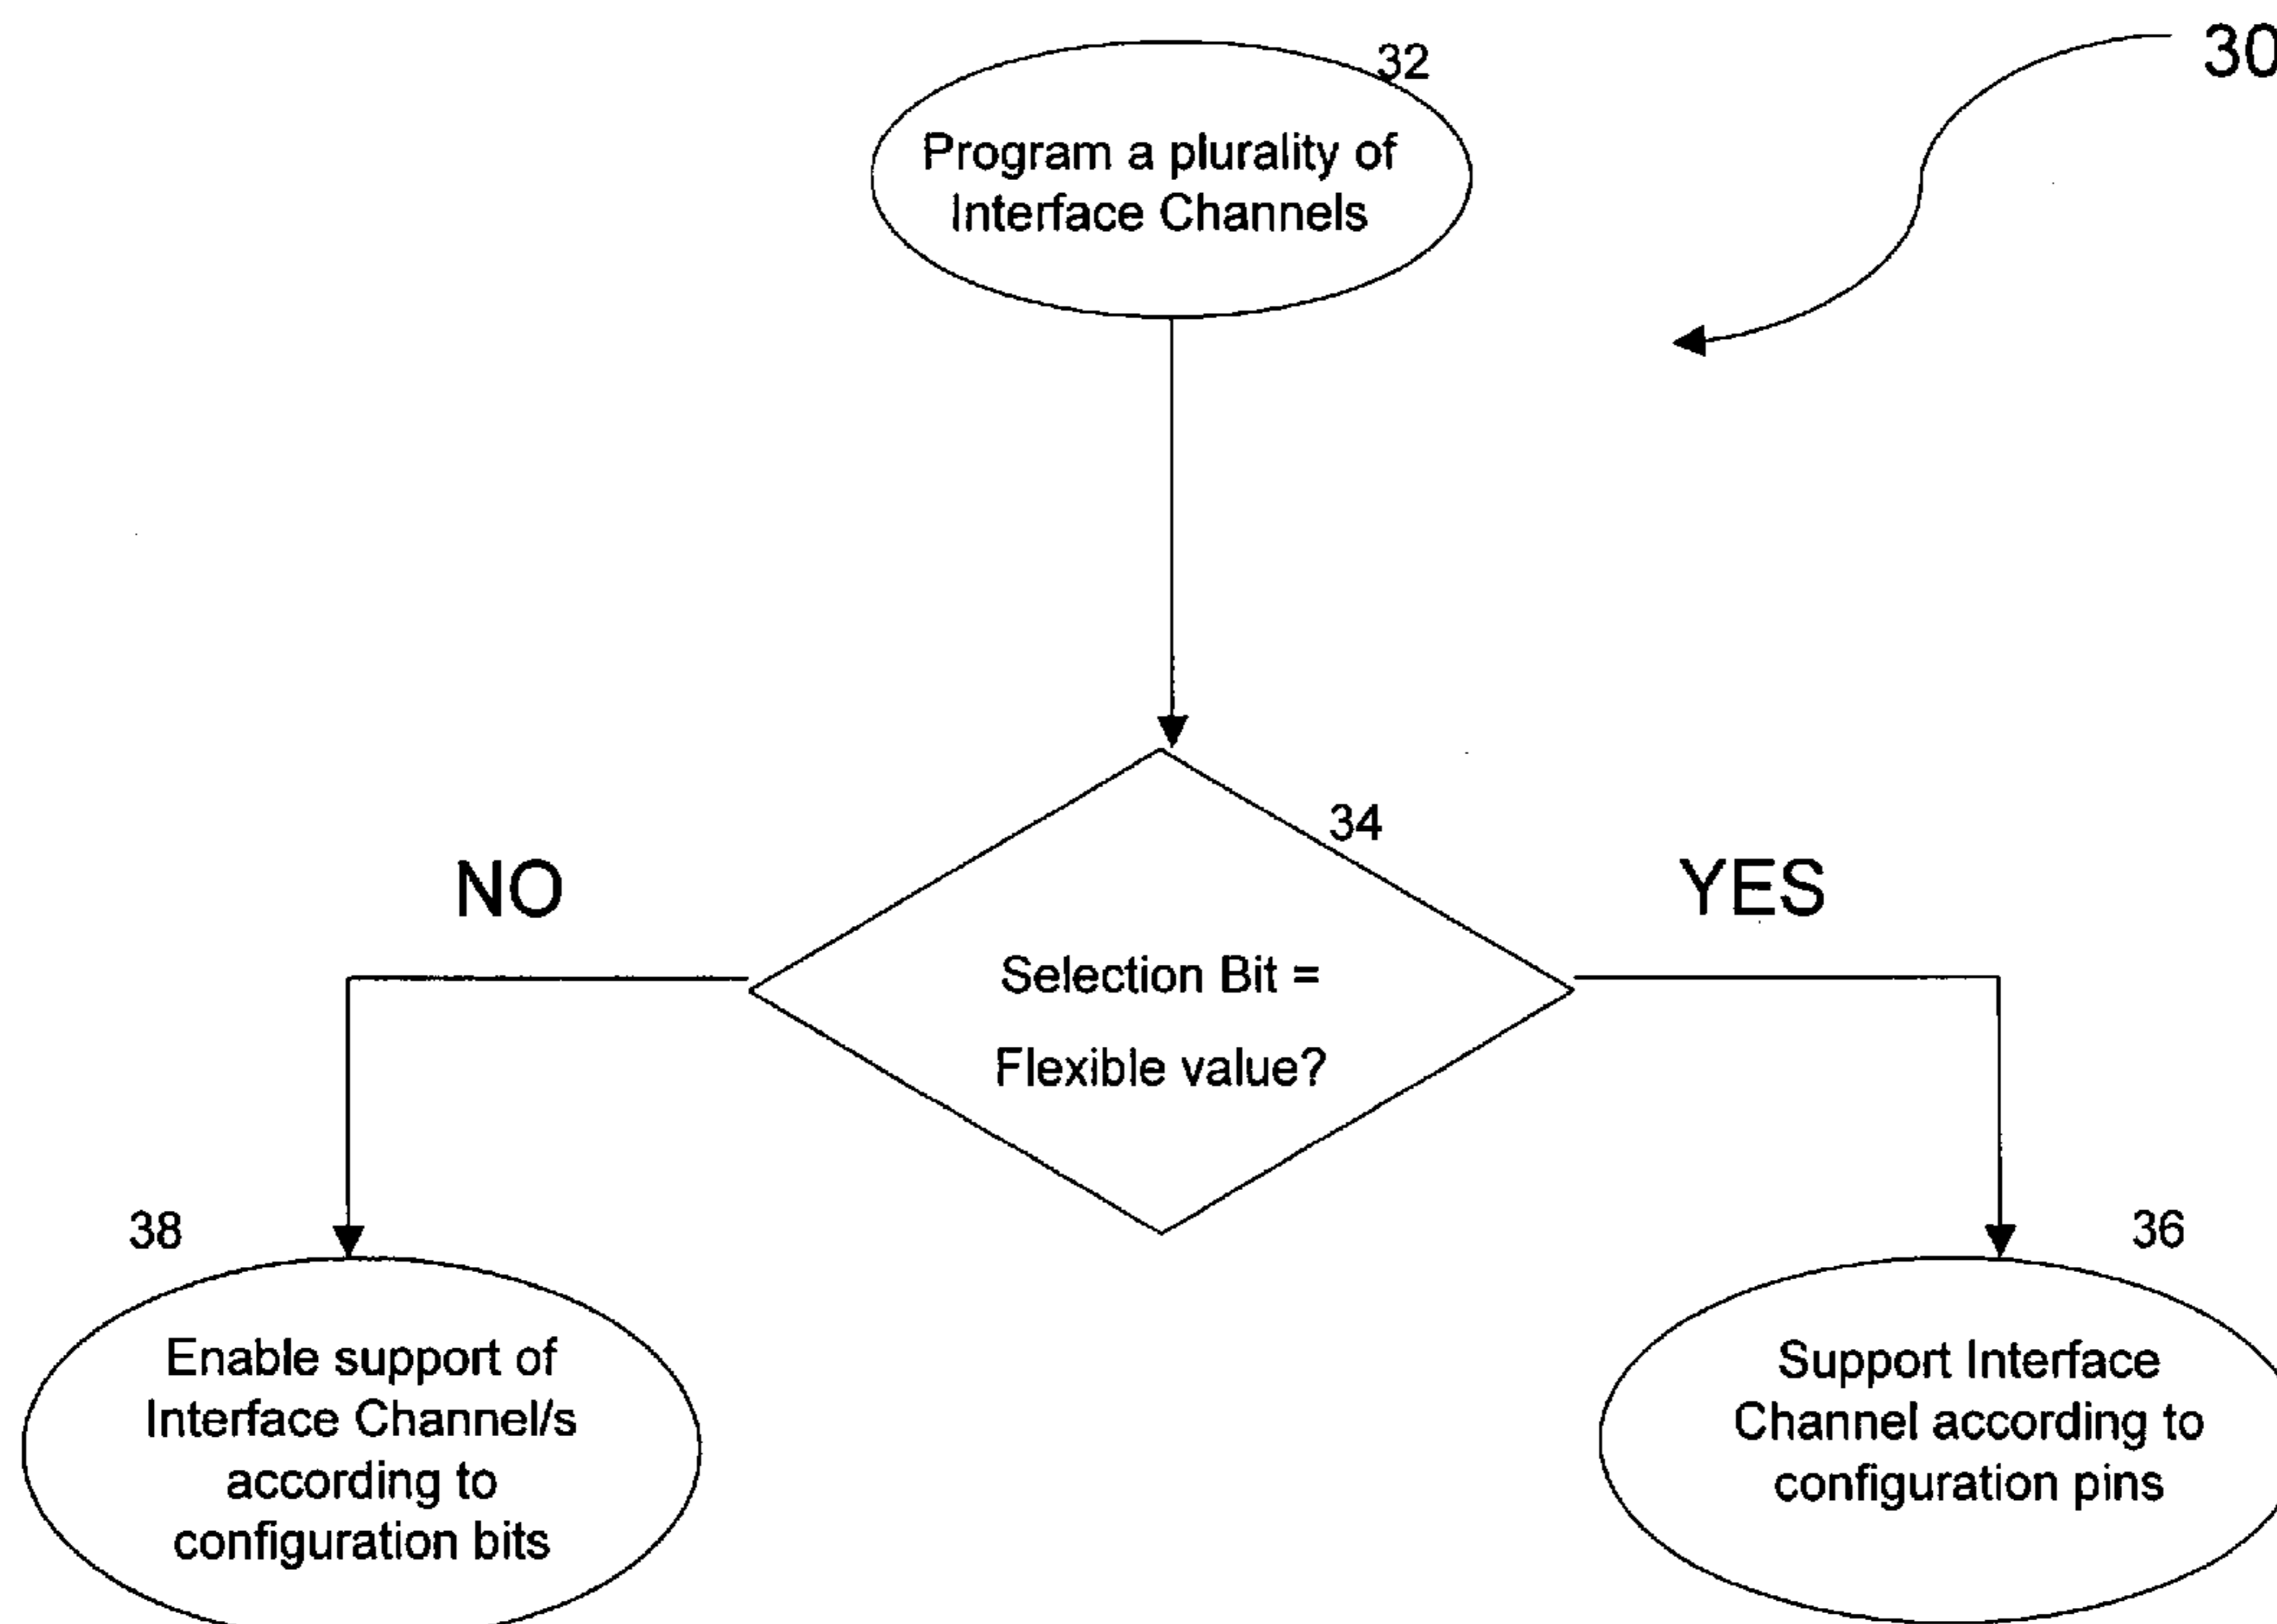 30
32
Program a plurality of
Interface Channels
34
NO
YES
Selection Bit =
Flexible value?
38
36
Enable support of
Interface Channel/s
according to
configuration bits
Support Interface
Channel according to
configuration pins